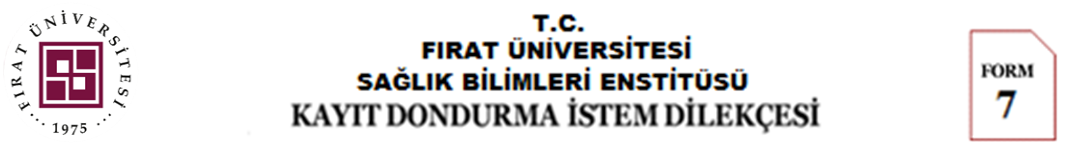 FIRAT ÜNİVERSİTESİ
1975
T.C.
FIRAT ÜNİVERSİTESİ
SAĞLIK BİLİMLERİ ENSTİTÜSÜ
KAYIT DONDURMA İSTEM DİLEKÇESİ
FORM
7